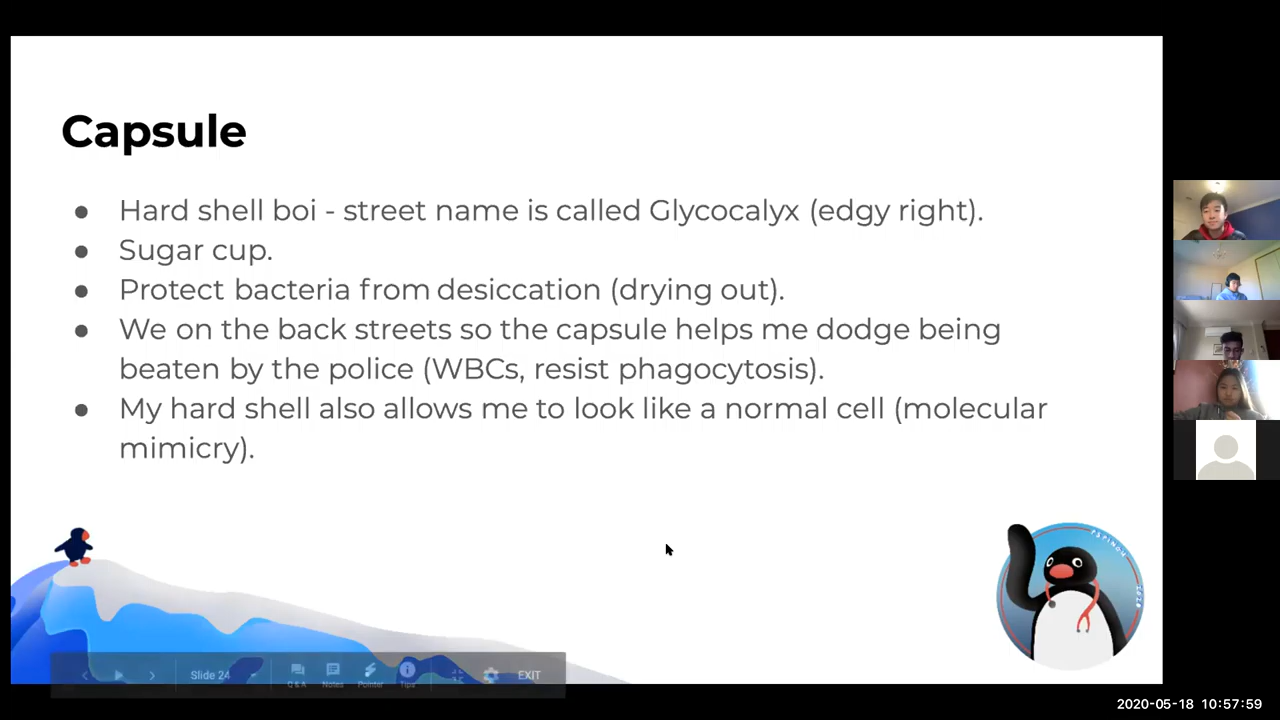 Capsule
● Hard shell boi - street name is called Glycocalyx (edgy right).
● Sugar cup.
● Protect bacteria from desiccation (drying out).
● We on the back streets so the capsule helps me dodge being
beaten by the police (WBCs, resist phagocytosis).
● My hard shell also allows me to look like a normal cell (molecular
mimicry).
Slide 24
Q & A
Notes
Pointer
Tips
EXIT
2020-05-18 10:57:59